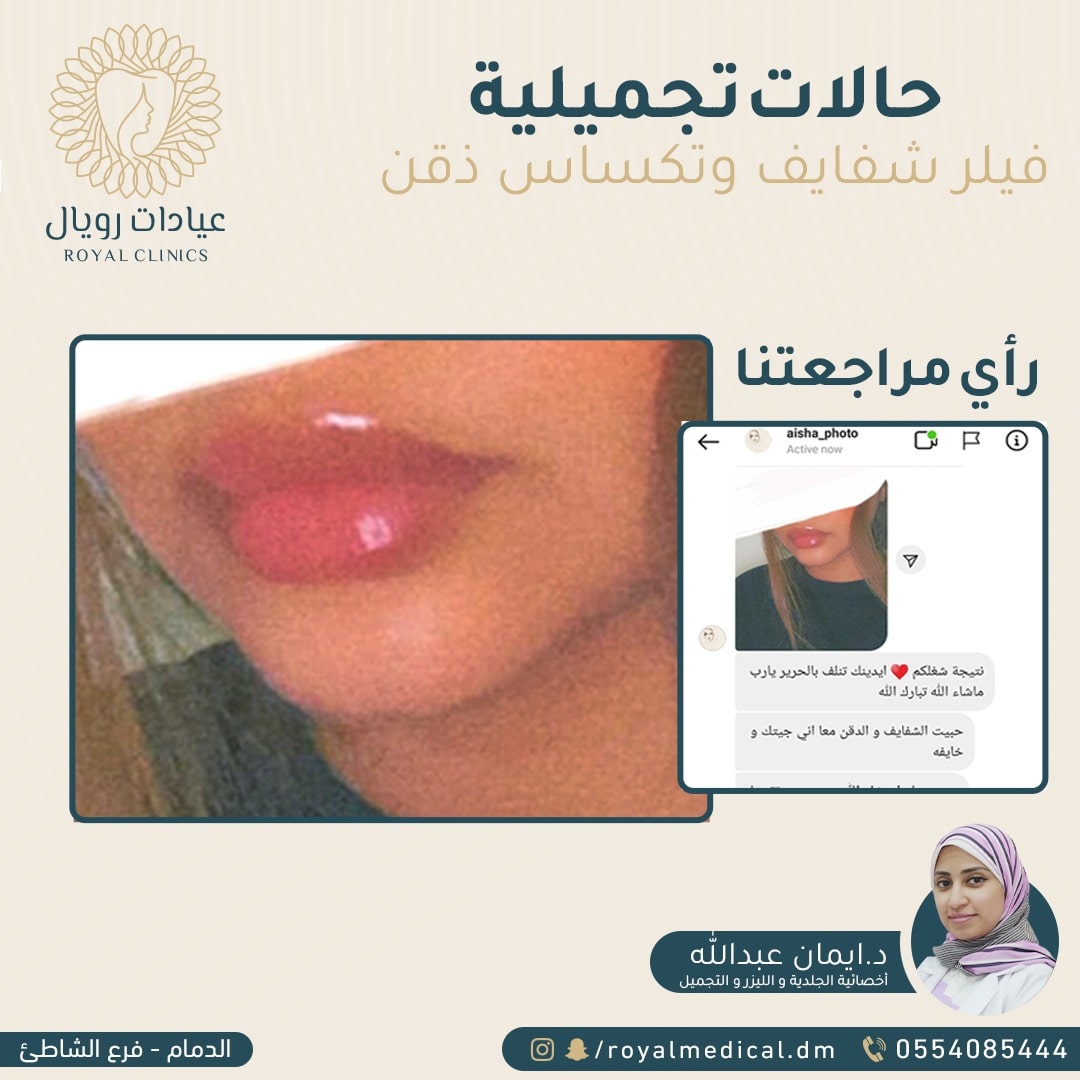 حالات تجميلية
فيلر شفايف وتكساس ذقن
عيادات رويال
ROYAL CLINICS
رأي مراجعتنا
aisha_photo
Active now
نتيجة شغلكم ❤️ ايدينك تنلف بالحرير يارب
ماشاء الله تبارك الله
حبيت الشفايف و الدقن معا اني جيتك و
خايفه
د.ايمان عبدالله
أخصائية الجلدية و الليزر و التجميل
الدمام - فرع الشاطئ
/royalmedical.dm
0554085444